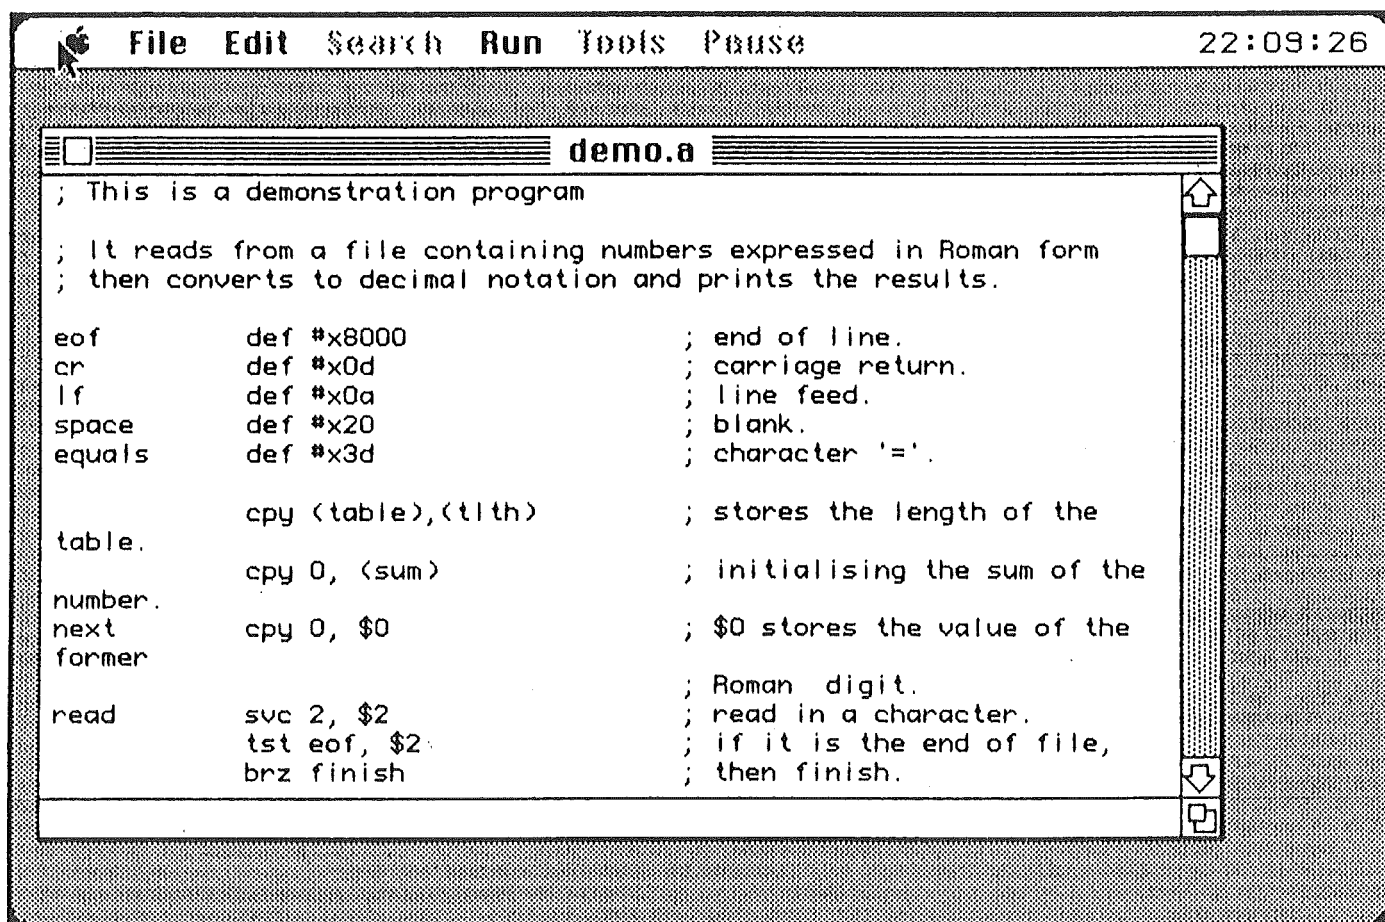 File Edit Search Run Tools Pause 22:09:26
demo.a
; This is a demonstration program
; It reads from a file containing numbers expressed in Roman form
; then converts to decimal notation and prints the results.
eof def #x8000 ; end of line.
cr def #x0d ; carriage return.
lf def #x0a ; line feed.
space def #x20 ; blank.
equals def #x3d ; character '='.
cpy (table),(tlth) ; stores the length of the
table.
cpy 0, (sum) ; initialising the sum of the
number.
next cpy 0, $0 ; $0 stores the value of the
former
; Roman digit.
read svc 2, $2 ; read in a character.
tst eof, $2 ; if it is the end of file,
brz finish ; then finish.